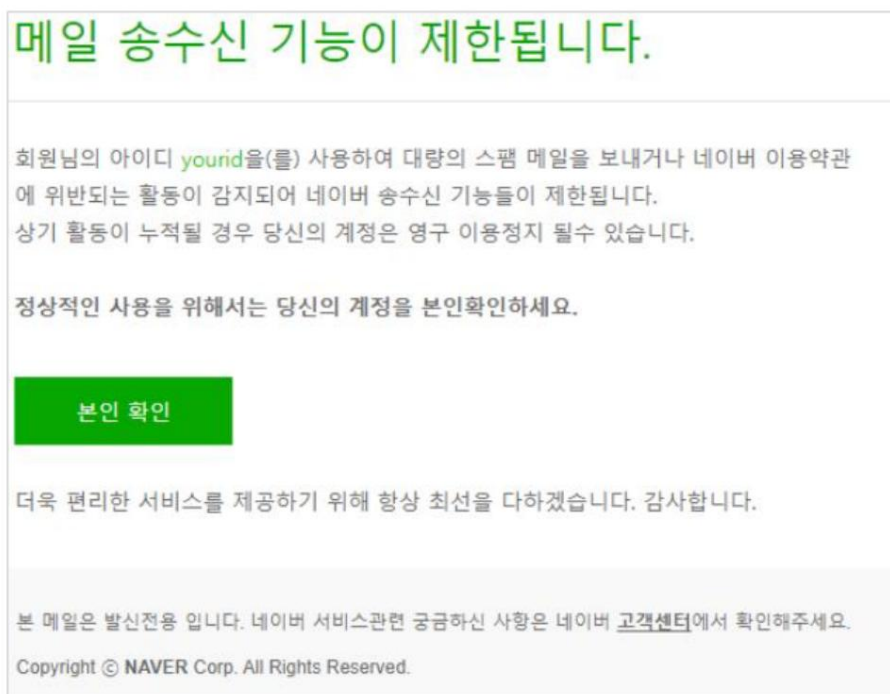 메일 송수신 기능이 제한됩니다.
회원님의 아이디 yourid을(를) 사용하여 대량의 스팸 메일을 보내거나 네이버 이용약관
에 위반되는 활동이 감지되어 네이버 송수신 기능들이 제한됩니다.
상기 활동이 누적될 경우 당신의 계정은 영구 이용정지 될수 있습니다.
정상적인 사용을 위해서는 당신의 계정을 본인확인하세요.
본인 확인
더욱 편리한 서비스를 제공하기 위해 항상 최선을 다하겠습니다. 감사합니다.
본 메일은 발신전용 입니다. 네이버 서비스관련 궁금하신 사항은 네이버 고객센터에서 확인해주세요.
Copyright ⓒ NAVER Corp. All Rights Reserved.